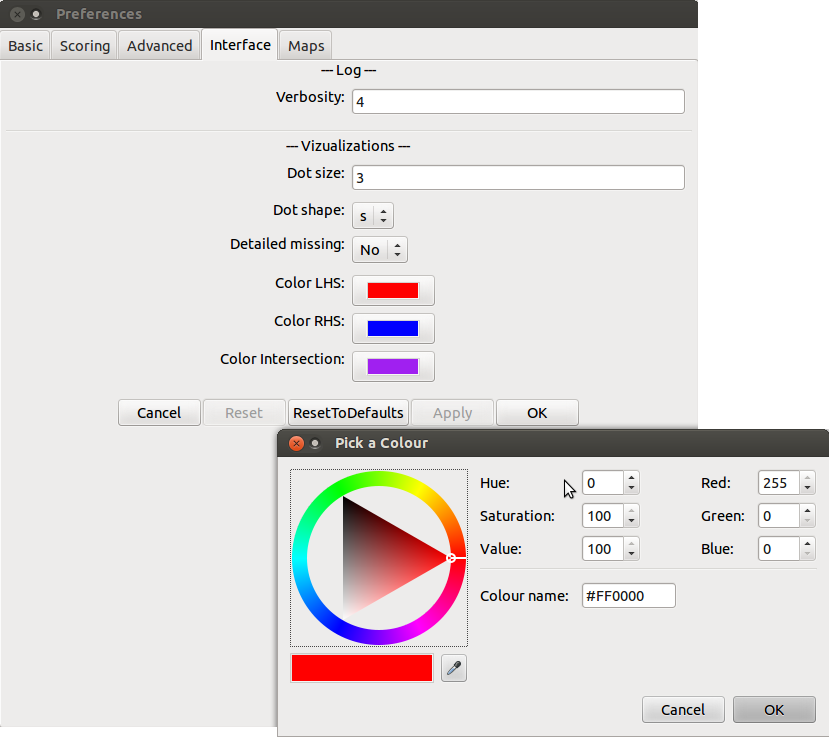 Preferences
Basic Scoring Advanced Interface Maps
--- Log ---
Verbosity: 4
--- Vizualizations ---
Dot size: 3
Dot shape: s
Detailed missing: No
Color LHS:
Color RHS:
Color Intersection:
Cancel Reset ResetToDefaults Apply OK
Pick a Colour
Hue: 0 Red: 255
Saturation: 100 Green: 0
Value: 100 Blue: 0
Colour name: #FF0000
Cancel OK